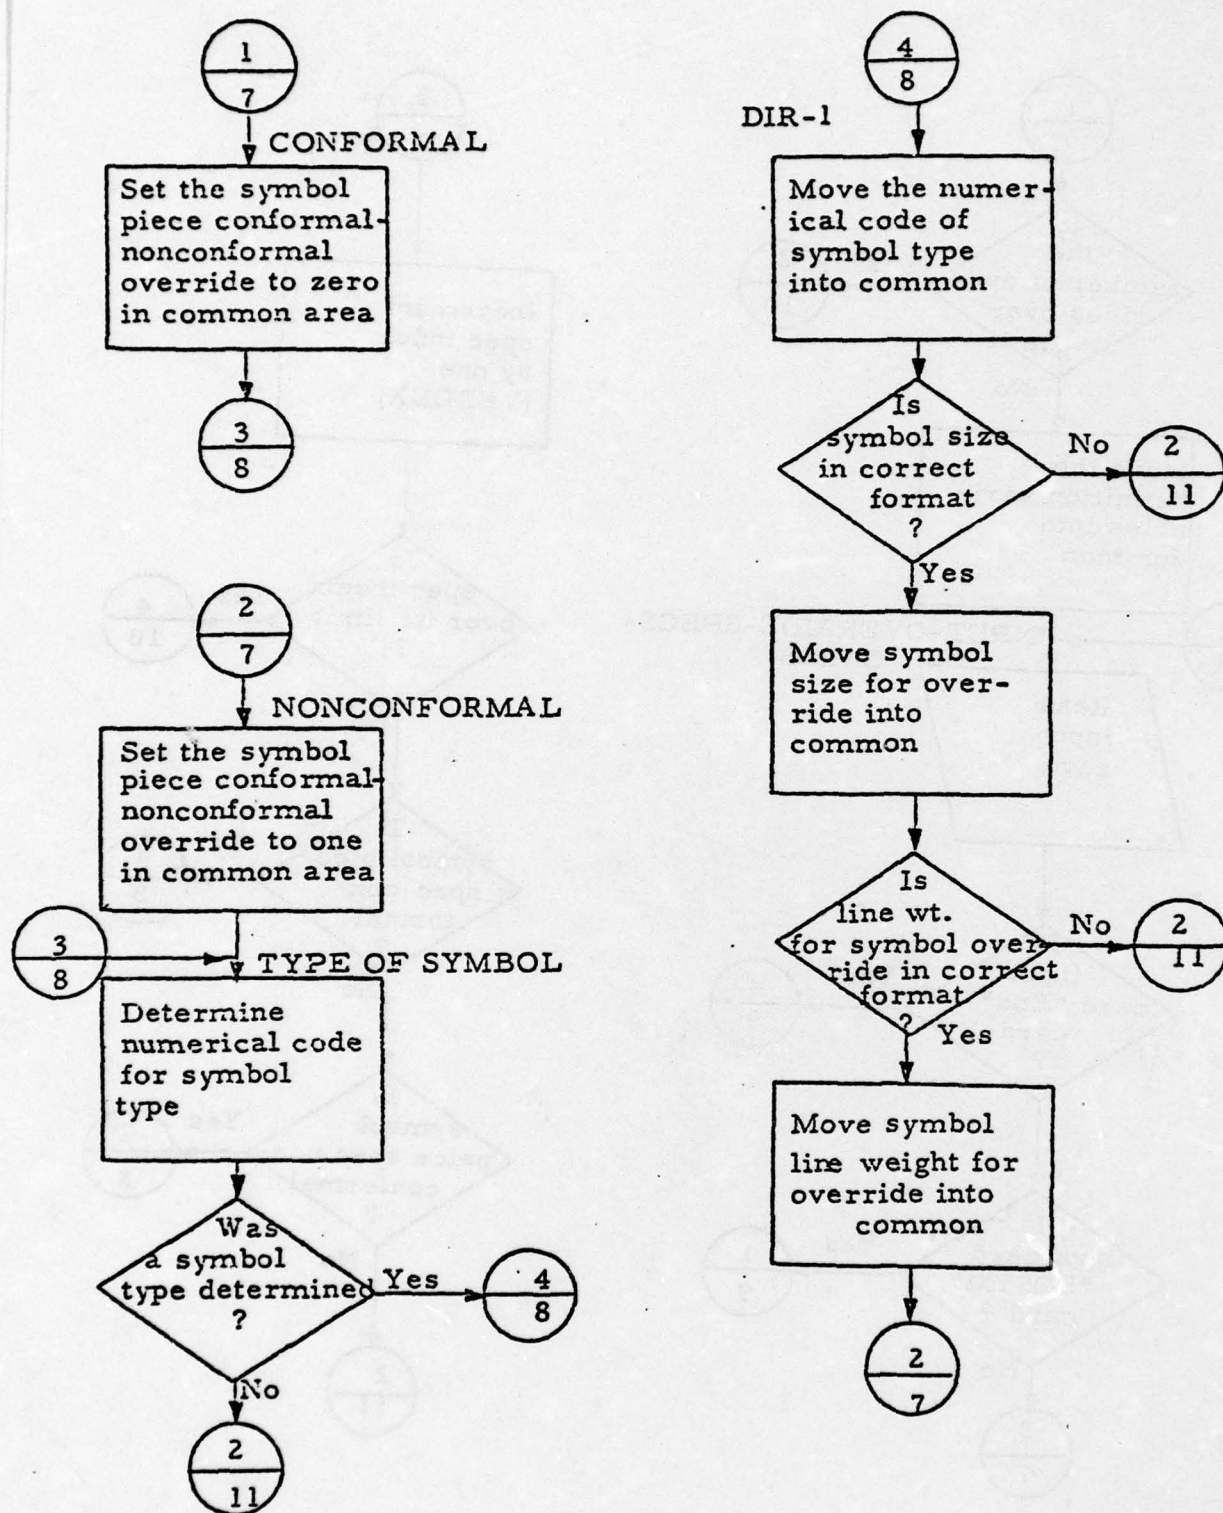 1
7
CONFORMAL
Set the symbol
piece conformal-
nonconformal
override to zero
in common area
3
8
2
7
NONCONFORMAL
Set the symbol
piece conformal-
nonconformal
override to one
in common area
3
8
TYPE OF SYMBOL
Determine
numerical code
for symbol
type
Was
a symbol
type determined
?
Yes
4
8
No
2
11
4
8
DIR-1
Move the numer-
ical code of
symbol type
into common
Is
symbol size
in correct
format
?
No
2
11
Yes
Move symbol
size for over-
ride into
common
Is
line wt.
for symbol over-
ride in correct
format
?
No
2
11
Yes
Move symbol
line weight for
override into
common
2
7